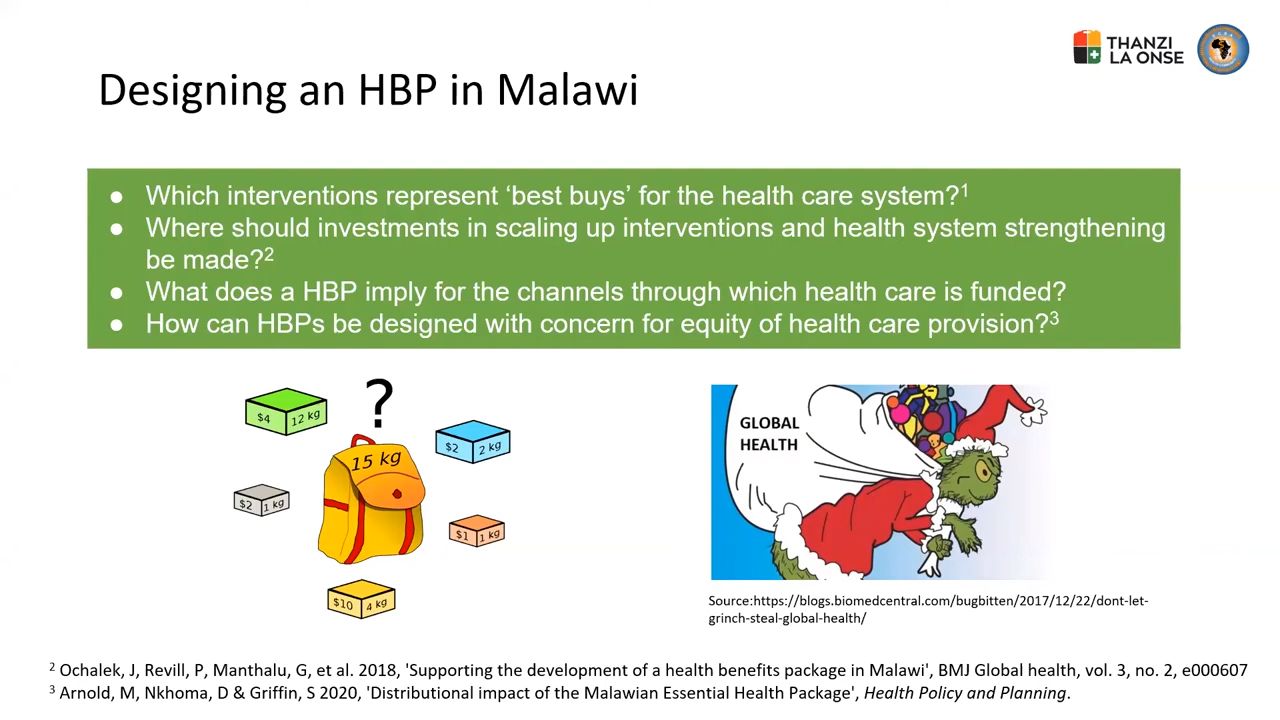 THANZI
LA ONSE
Designing an HBP in Malawi
● Which interventions represent ‘best buys’ for the health care system?¹
● Where should investments in scaling up interventions and health system strengthening
be made?²
● What does a HBP imply for the channels through which health care is funded?
● How can HBPs be designed with concern for equity of health care provision?³
?
$4 12 kg
15 kg
$2 2 kg
$2 1 kg
$1 1 kg
$10 4 kg
GLOBAL
HEALTH
Source:https://blogs.biomedcentral.com/bugbitten/2017/12/22/dont-let-
grinch-steal-global-health/
² Ochalek, J, Revill, P, Manthalu, G, et al. 2018, 'Supporting the development of a health benefits package in Malawi', BMJ Global health, vol. 3, no. 2, e000607
³ Arnold, M, Nkhoma, D & Griffin, S 2020, 'Distributional impact of the Malawian Essential Health Package', Health Policy and Planning.